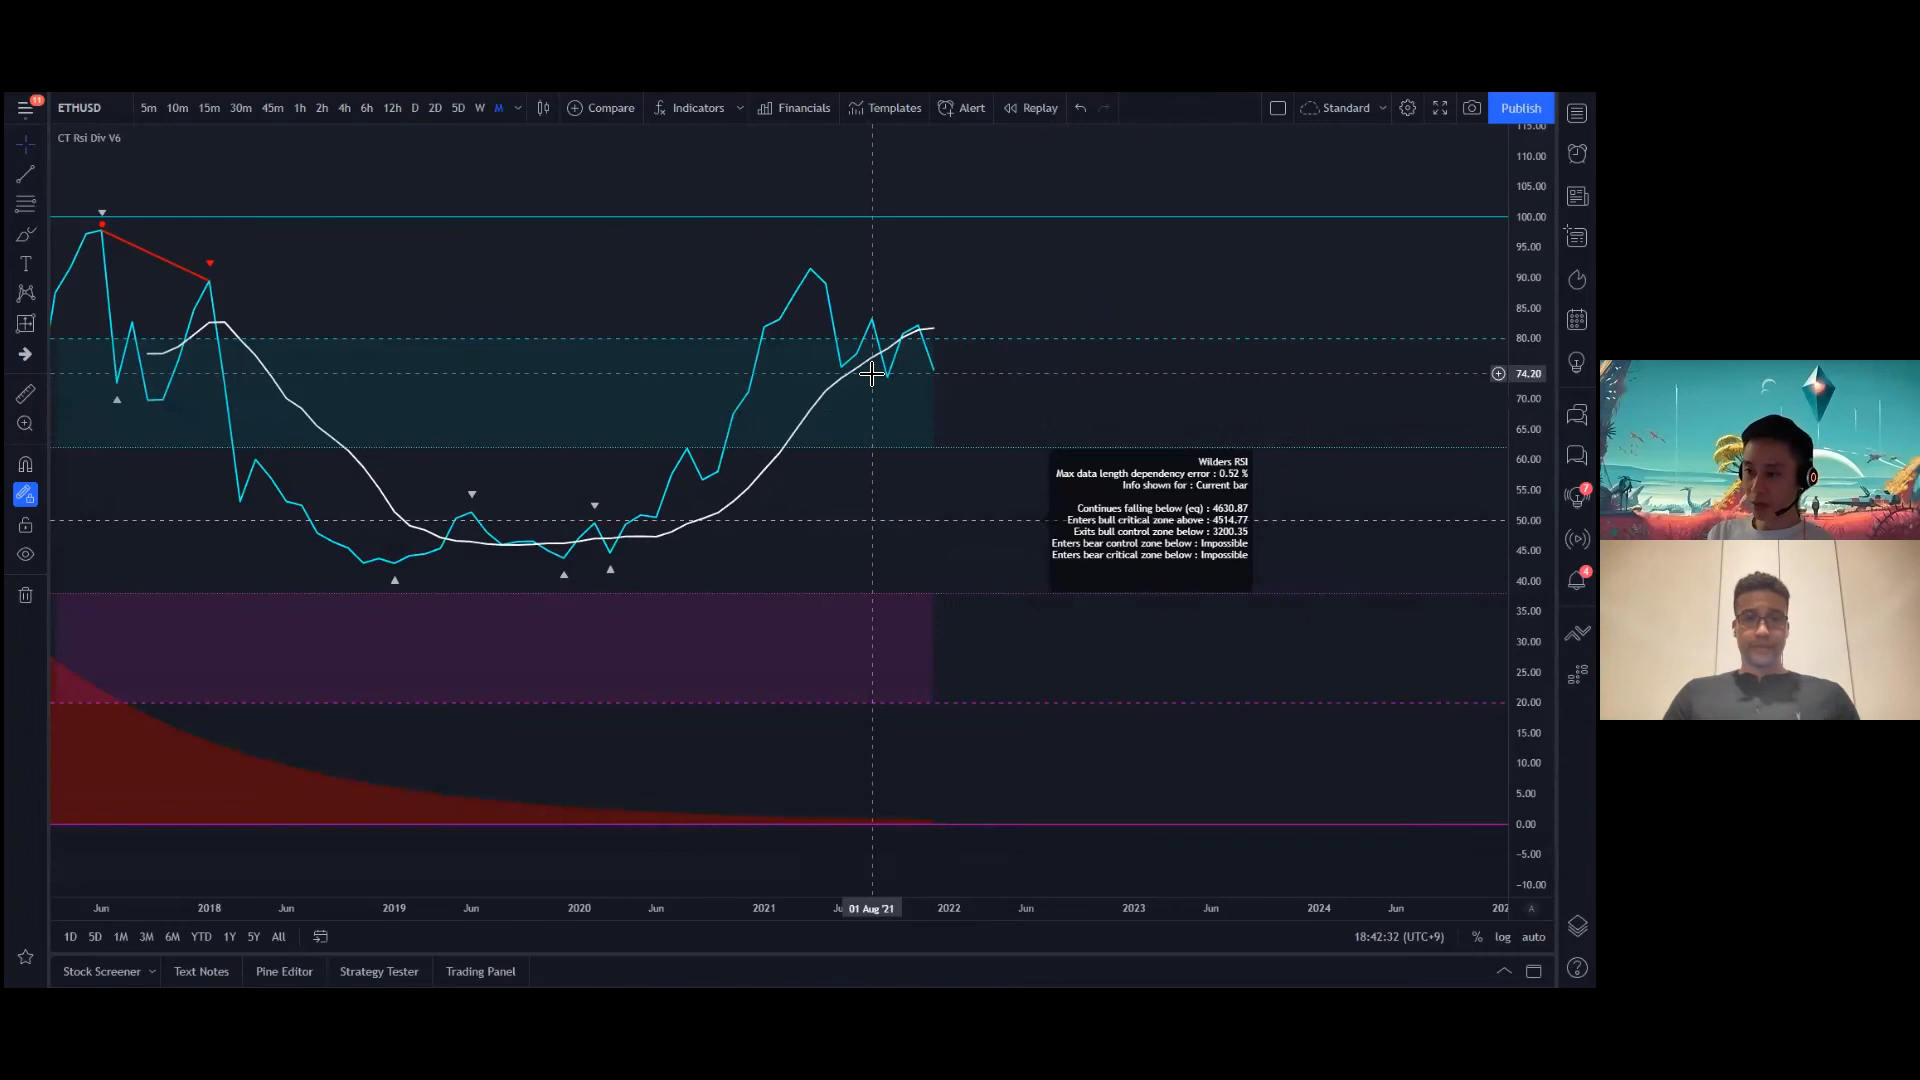 11
ETHUSD 5m 10m 15m 30m 45m 1h 2h 4h 6h 12h D 2D 5D W M Compare Indicators Financials Templates Alert Replay Standard Publish
CT Rsi Div V6
115.00
110.00
105.00
100.00
95.00
90.00
85.00
80.00
74.20
70.00
65.00
60.00
55.00
50.00
45.00
40.00
35.00
30.00
25.00
20.00
15.00
10.00
5.00
0.00
−5.00
−10.00
Wilders RSI
Max data length dependency error : 0.52 %
Info shown for : Current bar
Continues falling below (eq) : 4630.87
Enters bull critical zone above : 4514.77
Exits bull control zone below : 3200.35
Enters bear control zone below : Impossible
Enters bear critical zone below : Impossible
7
4
Jun 2018 Jun 2019 Jun 2020 Jun 2021 Ju 01 Aug '21 2022 Jun 2023 Jun 2024 Jun 202 A
1D 5D 1M 3M 6M YTD 1Y 5Y All 18:42:32 (UTC+9) % log auto
Stock Screener Text Notes Pine Editor Strategy Tester Trading Panel